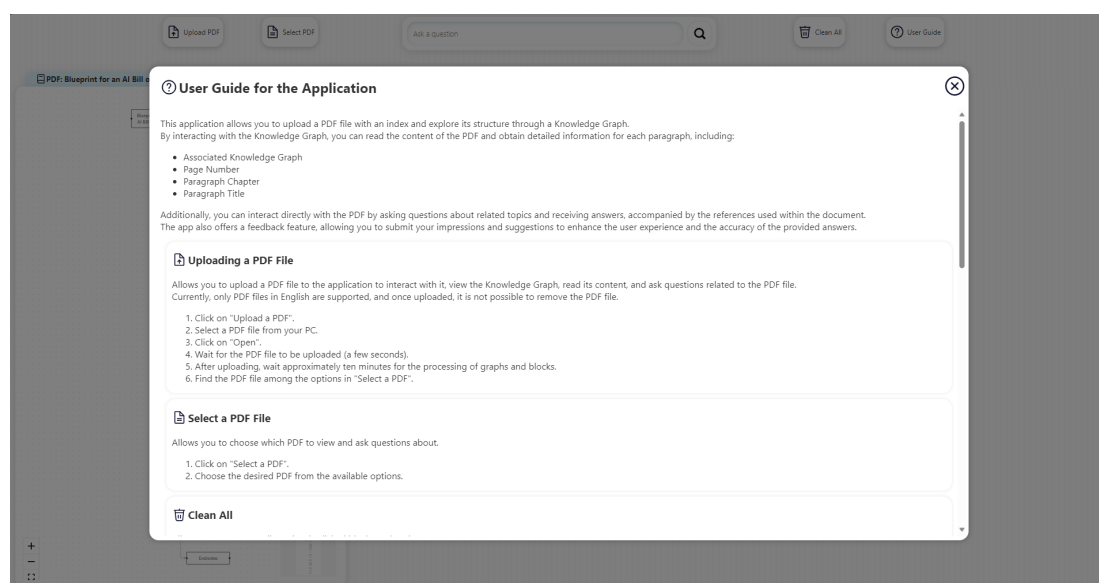 Upload PDF
Select PDF
Ask a question
Clean All
User Guide
PDF: Blueprint for an AI Bill o
User Guide for the Application
This application allows you to upload a PDF file with an index and explore its structure through a Knowledge Graph.
By interacting with the Knowledge Graph, you can read the content of the PDF and obtain detailed information for each paragraph, including:
Associated Knowledge Graph
Page Number
Paragraph Chapter
Paragraph Title
Additionally, you can interact directly with the PDF by asking questions about related topics and receiving answers, accompanied by the references used within the document.
The app also offers a feedback feature, allowing you to submit your impressions and suggestions to enhance the user experience and the accuracy of the provided answers.
Uploading a PDF File
Allows you to upload a PDF file to the application to interact with it, view the Knowledge Graph, read its content, and ask questions related to the PDF file.
Currently, only PDF files in English are supported, and once uploaded, it is not possible to remove the PDF file.
1. Click on "Upload a PDF".
2. Select a PDF file from your PC.
3. Click on "Open".
4. Wait for the PDF file to be uploaded (a few seconds).
5. After uploading, wait approximately ten minutes for the processing of graphs and blocks.
6. Find the PDF file among the options in "Select a PDF".
Select a PDF File
Allows you to choose which PDF to view and ask questions about.
1. Click on "Select a PDF".
2. Choose the desired PDF from the available options.
Clean All